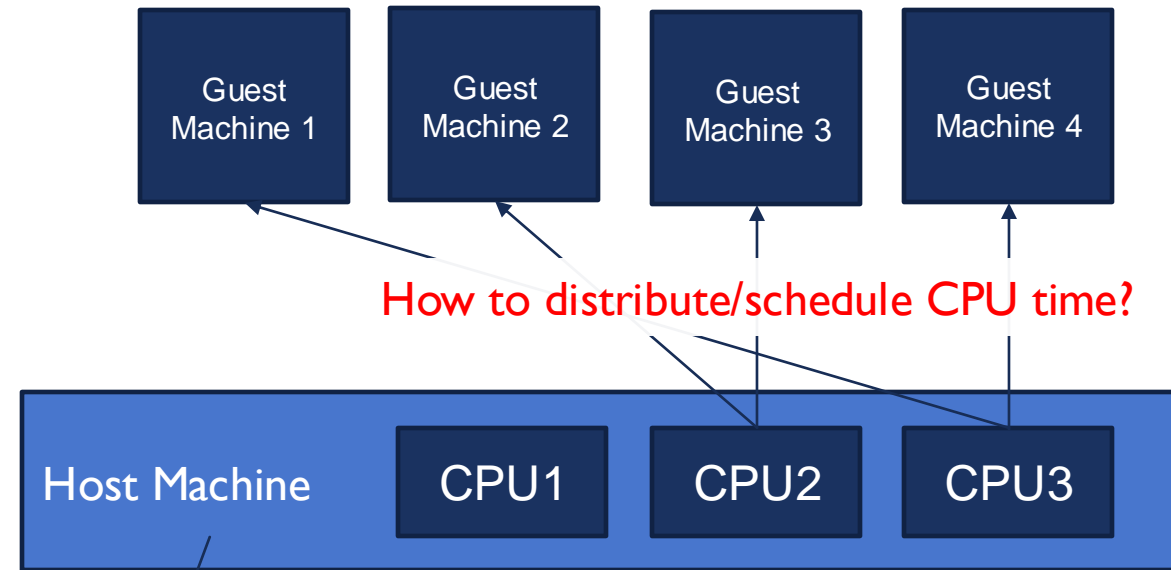 Guest
Machine 1
Guest
Machine 2
Guest
Machine 3
Guest
Machine 4
How to distribute/schedule CPU time?
Host Machine
CPU1
CPU2
CPU3